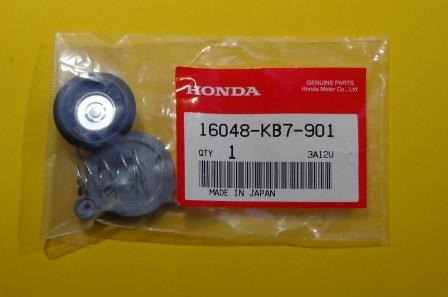 HONDA
GENUINE PARTS
Honda Motor Co., Ltd.
16048-KB7-901
QTY 1 3A12U
MADE IN JAPAN